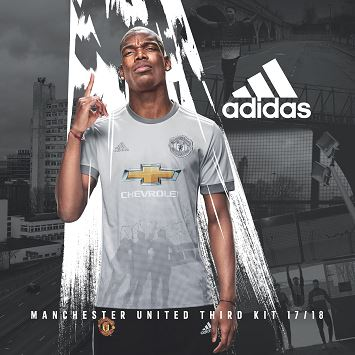 adidas
CHEVROLET
MANCHESTER UNITED THIRD KIT 17/18